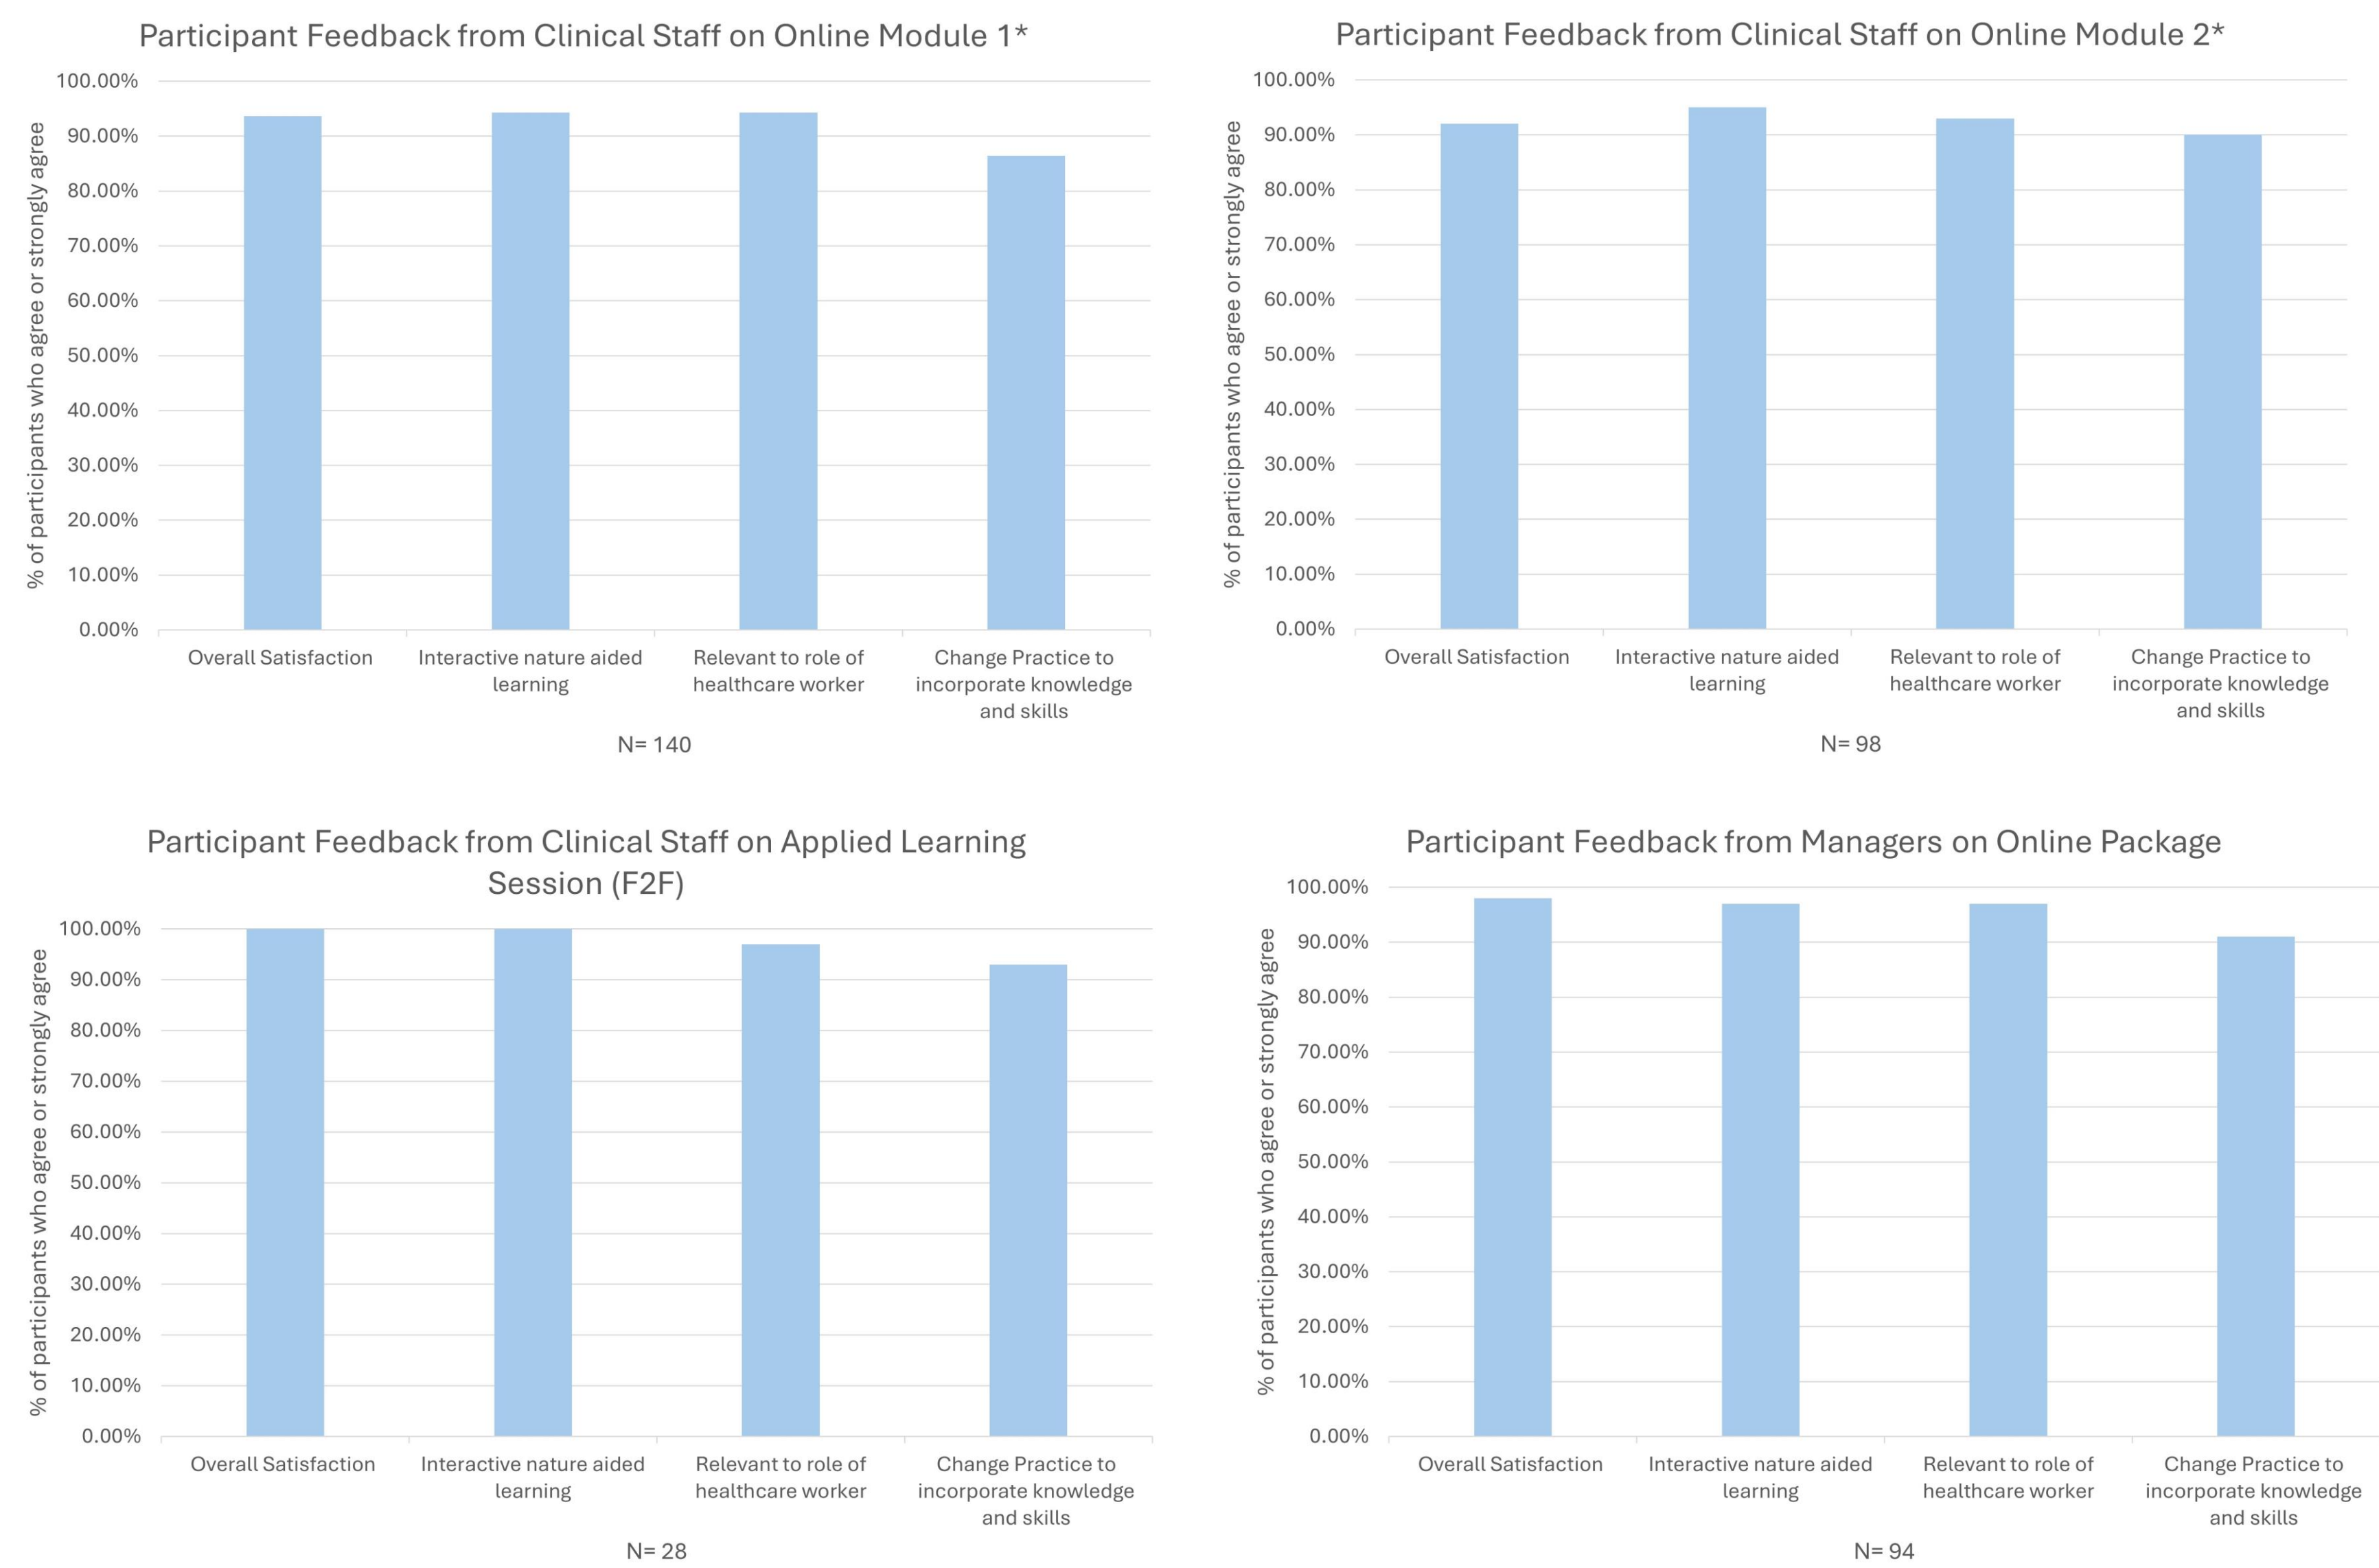 Participant Feedback from Clinical Staff on Online Module 1*
% of participants who agree or strongly agree
100.00%
90.00%
80.00%
70.00%
60.00%
50.00%
40.00%
30.00%
20.00%
10.00%
0.00%
Overall Satisfaction
Interactive nature aided
learning
Relevant to role of
healthcare worker
Change Practice to
incorporate knowledge
and skills
N= 140
Participant Feedback from Clinical Staff on Online Module 2*
% of participants who agree or strongly agree
100.00%
90.00%
80.00%
70.00%
60.00%
50.00%
40.00%
30.00%
20.00%
10.00%
0.00%
Overall Satisfaction
Interactive nature aided
learning
Relevant to role of
healthcare worker
Change Practice to
incorporate knowledge
and skills
N= 98
Participant Feedback from Clinical Staff on Applied Learning
Session (F2F)
% of participants who agree or strongly agree
100.00%
90.00%
80.00%
70.00%
60.00%
50.00%
40.00%
30.00%
20.00%
10.00%
0.00%
Overall Satisfaction
Interactive nature aided
learning
Relevant to role of
healthcare worker
Change Practice to
incorporate knowledge
and skills
N= 28
Participant Feedback from Managers on Online Package
% of participants who agree or strongly agree
100.00%
90.00%
80.00%
70.00%
60.00%
50.00%
40.00%
30.00%
20.00%
10.00%
0.00%
Overall Satisfaction
Interactive nature aided
learning
Relevant to role of
healthcare worker
Change Practice to
incorporate knowledge
and skills
N= 94